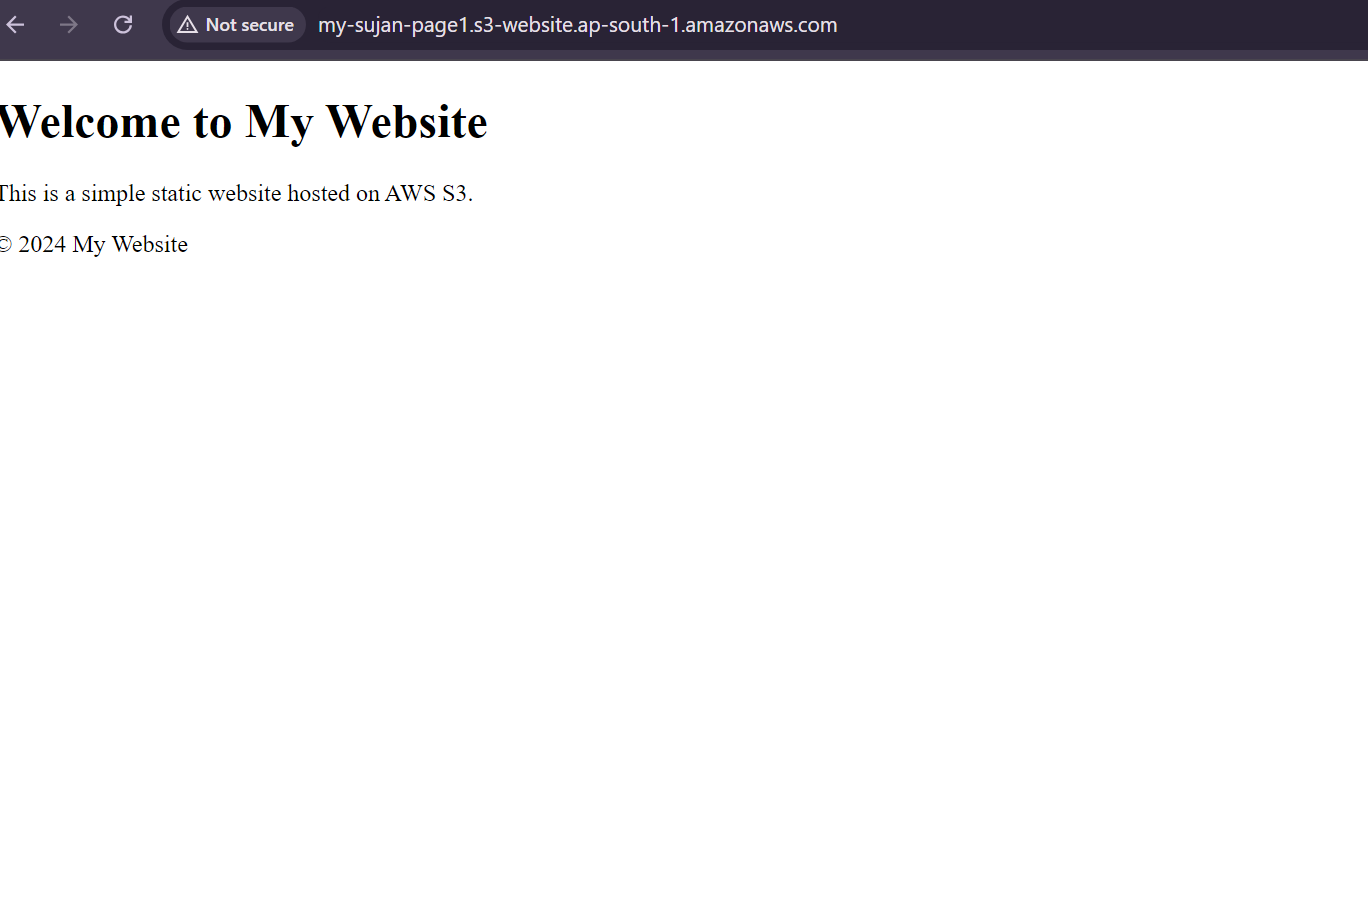 Not secure my-sujan-page1.s3-website.ap-south-1.amazonaws.com
Welcome to My Website
This is a simple static website hosted on AWS S3.
© 2024 My Website